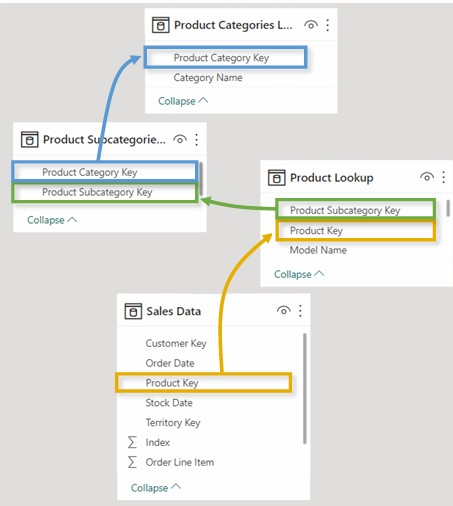 Product Categories L...
Product Category Key
Category Name
Collapse
Product Subcategorie...
Product Category Key
Product Subcategory Key
Collapse
Product Lookup
Product Subcategory Key
Product Key
Model Name
Collapse
Sales Data
Customer Key
Order Date
Product Key
Stock Date
Territory Key
Σ Index
Σ Order Line Item
Collapse